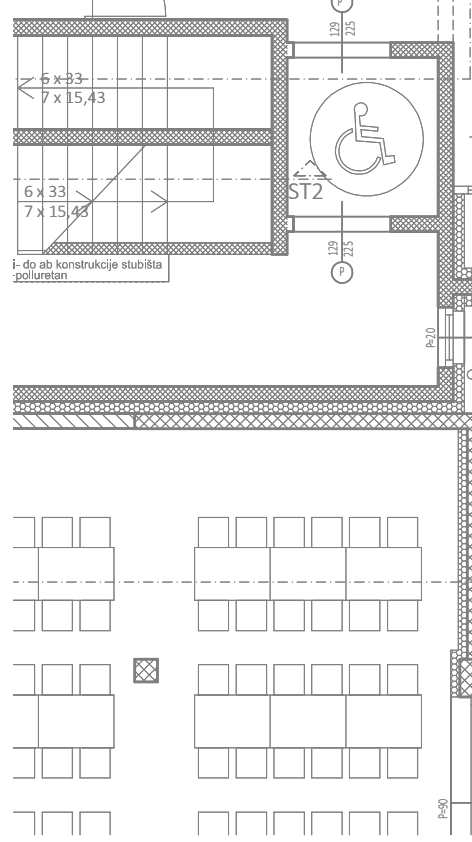 P
129
225
6 x 33
7 x 15,43
ST2
6 x 33
7 x 15,43
i- do ab konstrukcije stubišta
-polluretan
129
225
P
P=20
P=90